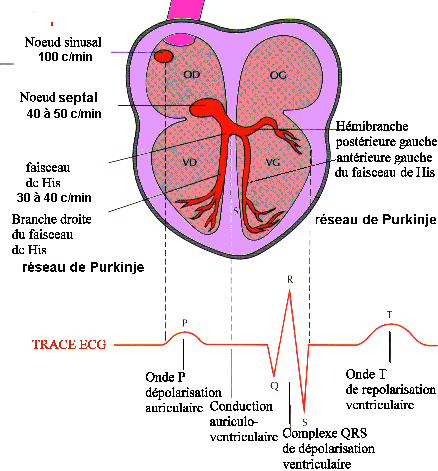 Noeud sinusal
100 c/min
OD
OG
Noeud septal
40 à 50 c/min
Hémibranche
postérieure gauche
antérieure gauche
du faisceau de His
faisceau
de His
30 à 40 c/min
VD
VG
S
Branche droite
du faisceau
de His
réseau de Purkinje
réseau de Purkinje
R
P
T
TRACE ECG
Q
S
Onde P
dépolarisation
auriculaire
Conduction
auriculo-
ventriculaire
Complexe QRS
de dépolarisation
ventriculaire
Onde T
de repolarisation
ventriculaire